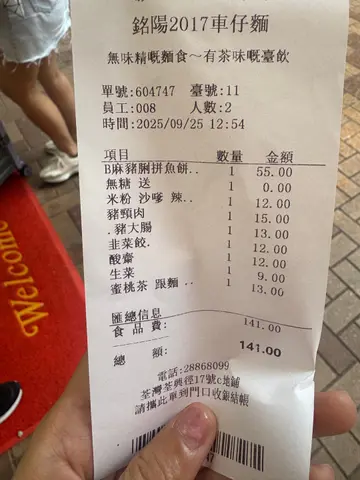 銘陽2017車仔麵
無味精嘅麵食～有茶味嘅臺飲
單號:604747 臺號:11
員工:008 人數:2
時間:2025/09/25 12:54
項目 數量 金額
B麻豬脷拼魚餅.. 1 55.00
無糖 送 1 0.00
米粉 沙嗲 辣.. 1 12.00
豬頸肉 1 15.00
.豬大腸 1 13.00
韭菜餃. 1 12.00
酸齋 1 12.00
生菜 1 9.00
蜜桃茶 跟麵 .. 1 13.00
匯總信息
食品費: 141.00
總額: 141.00
電話:28868099
荃灣荃興徑17號c地鋪
請攜此單到門口收銀結帳
Welcome